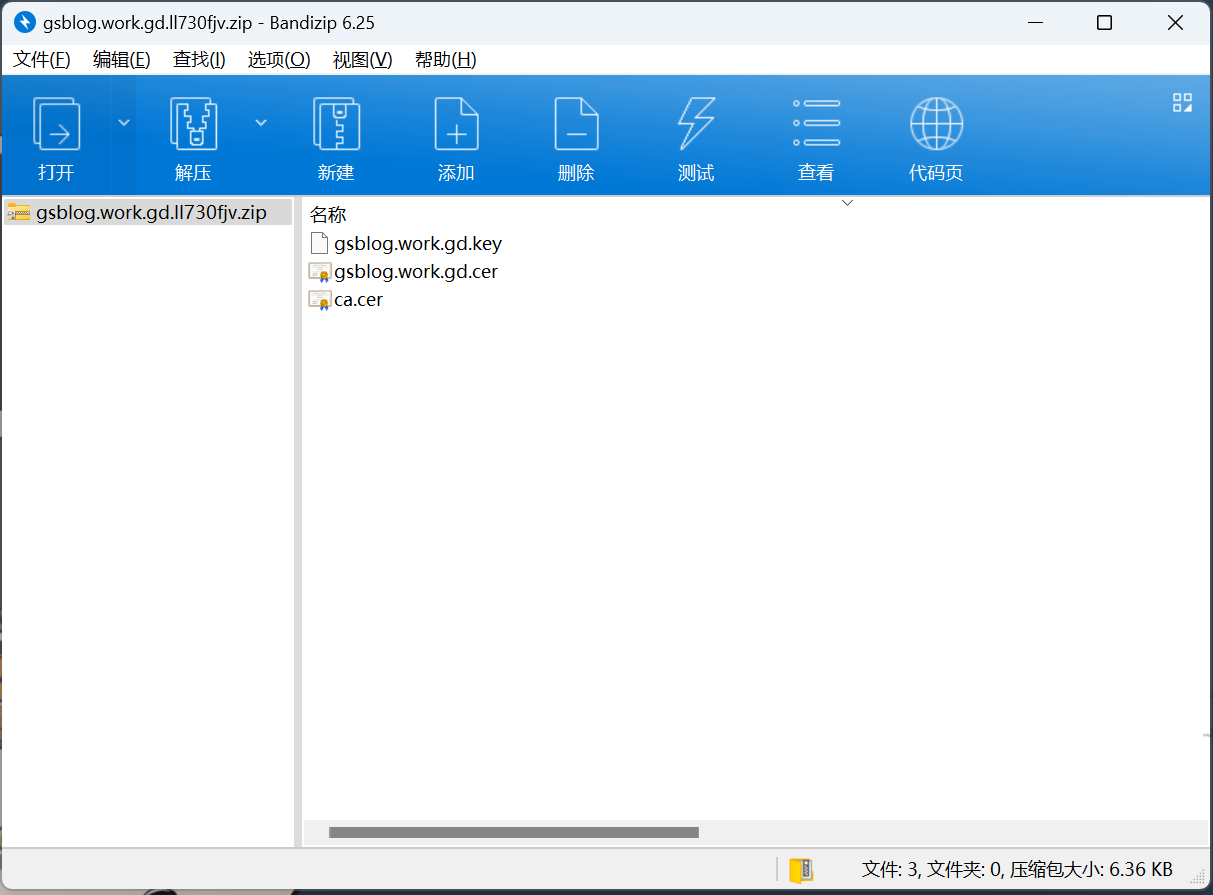 gsblog.work.gd.ll730fjv.zip - Bandizip 6.25
文件(F) 编辑(E) 查找(I) 选项(O) 视图(V) 帮助(H)
打开 解压 新建 添加 删除 测试 查看 代码页
gsblog.work.gd.ll730fjv.zip
名称
gsblog.work.gd.key
gsblog.work.gd.cer
ca.cer
文件: 3, 文件夹: 0, 压缩包大小: 6.36 KB